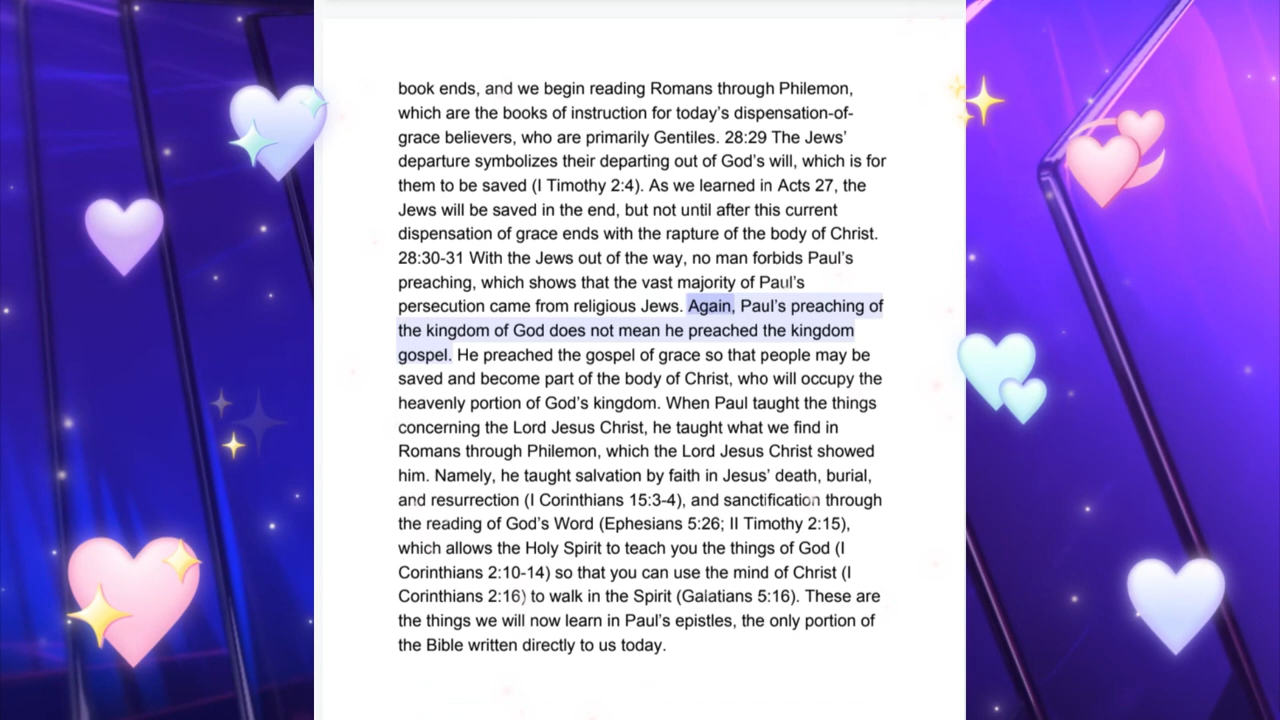 book ends, and we begin reading Romans through Philemon,
which are the books of instruction for today’s dispensation-of-
grace believers, who are primarily Gentiles. 28:29 The Jews’
departure symbolizes their departing out of God’s will, which is for
them to be saved (I Timothy 2:4). As we learned in Acts 27, the
Jews will be saved in the end, but not until after this current
dispensation of grace ends with the rapture of the body of Christ.
28:30-31 With the Jews out of the way, no man forbids Paul’s
preaching, which shows that the vast majority of Paul’s
persecution came from religious Jews. Again, Paul’s preaching of
the kingdom of God does not mean he preached the kingdom
gospel. He preached the gospel of grace so that people may be
saved and become part of the body of Christ, who will occupy the
heavenly portion of God’s kingdom. When Paul taught the things
concerning the Lord Jesus Christ, he taught what we find in
Romans through Philemon, which the Lord Jesus Christ showed
him. Namely, he taught salvation by faith in Jesus’ death, burial,
and resurrection (I Corinthians 15:3-4), and sanctification through
the reading of God’s Word (Ephesians 5:26; II Timothy 2:15),
which allows the Holy Spirit to teach you the things of God (I
Corinthians 2:10-14) so that you can use the mind of Christ (I
Corinthians 2:16) to walk in the Spirit (Galatians 5:16). These are
the things we will now learn in Paul’s epistles, the only portion of
the Bible written directly to us today.